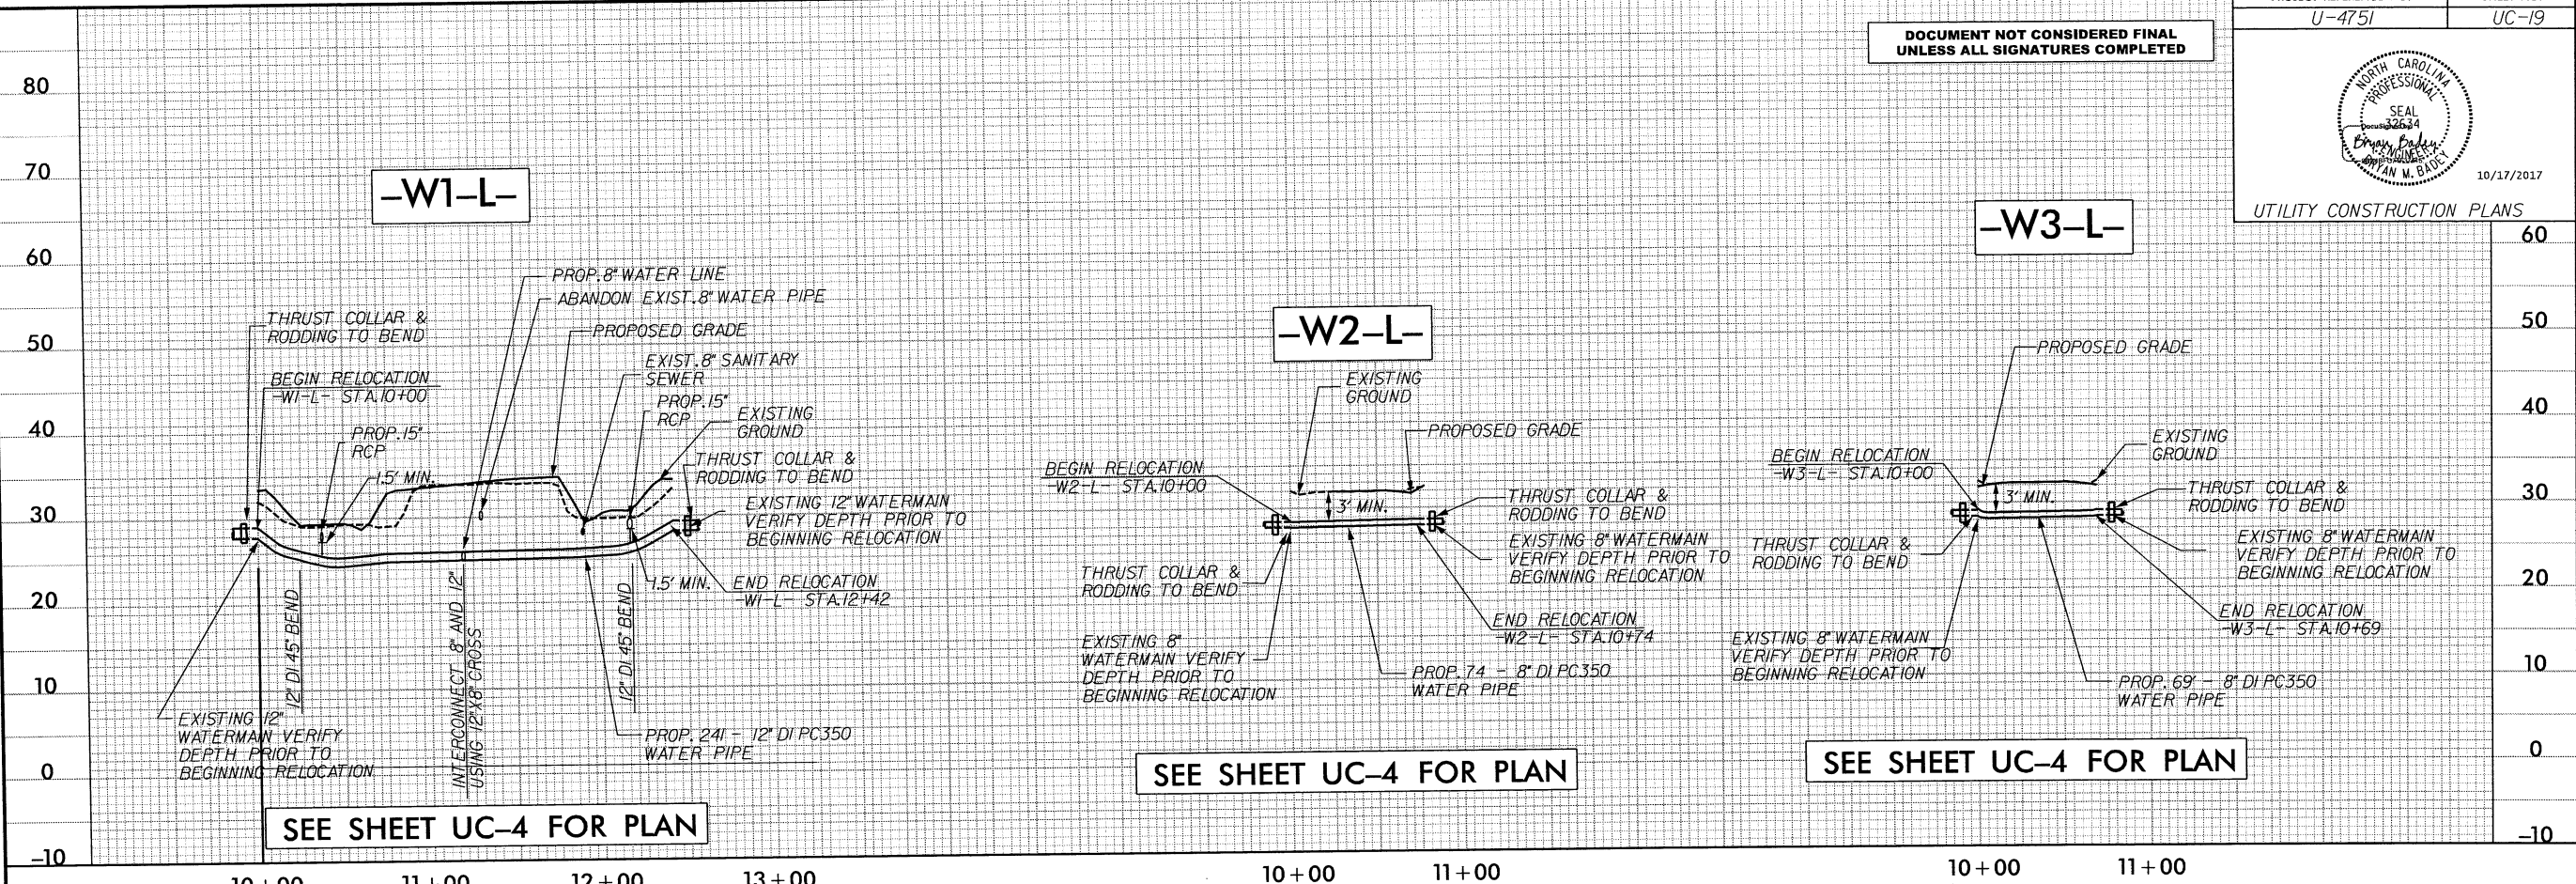 U-4751 UC-19
DOCUMENT NOT CONSIDERED FINAL
UNLESS ALL SIGNATURES COMPLETED
NORTH CAROLINA
PROFESSIONAL
SEAL
32634
ENGINEER
BRYAN M. BADEY
10/17/2017
UTILITY CONSTRUCTION PLANS
80
70
60
50
40
30
20
10
0
-10
-W1-L-
PROP. 8" WATER LINE
ABANDON EXIST. 8" WATER PIPE
THRUST COLLAR &
RODDING TO BEND
PROPOSED GRADE
EXIST. 8" SANITARY
SEWER
BEGIN RELOCATION
-W1-L- STA.10+00
PROP. 15"
RCP
EXISTING
GROUND
PROP. 15"
RCP
1.5' MIN.
THRUST COLLAR &
RODDING TO BEND
EXISTING 12" WATERMAIN
VERIFY DEPTH PRIOR TO
BEGINNING RELOCATION
1.5' MIN.
END RELOCATION
-W1-L- STA.12+42
12" DI 45° BEND
INTERCONNECT 8" AND 12"
USING 12"X8" CROSS
12" DI 45° BEND
EXISTING 12"
WATERMAIN VERIFY
DEPTH PRIOR TO
BEGINNING RELOCATION
PROP. 241 - 12" DI PC350
WATER PIPE
SEE SHEET UC-4 FOR PLAN
10+00 11+00 12+00 13+00
-W2-L-
EXISTING
GROUND
PROPOSED GRADE
BEGIN RELOCATION
-W2-L- STA.10+00
3' MIN.
THRUST COLLAR &
RODDING TO BEND
EXISTING 8" WATERMAIN
VERIFY DEPTH PRIOR TO
BEGINNING RELOCATION
THRUST COLLAR &
RODDING TO BEND
END RELOCATION
-W2-L- STA.10+74
EXISTING 8"
WATERMAIN VERIFY
DEPTH PRIOR TO
BEGINNING RELOCATION
PROP. 74 - 8" DI PC350
WATER PIPE
SEE SHEET UC-4 FOR PLAN
10+00 11+00
-W3-L-
PROPOSED GRADE
EXISTING
GROUND
BEGIN RELOCATION
-W3-L- STA.10+00
3' MIN.
THRUST COLLAR &
RODDING TO BEND
THRUST COLLAR &
RODDING TO BEND
EXISTING 8" WATERMAIN
VERIFY DEPTH PRIOR TO
BEGINNING RELOCATION
END RELOCATION
-W3-L- STA.10+69
EXISTING 8" WATERMAIN
VERIFY DEPTH PRIOR TO
BEGINNING RELOCATION
PROP. 69' - 8" DI PC350
WATER PIPE
SEE SHEET UC-4 FOR PLAN
10+00 11+00
60
50
40
30
20
10
0
-10